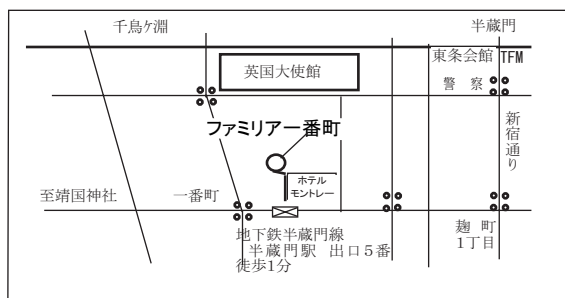 千鳥ケ淵
半蔵門
東条会館
TFM
英国大使館
警 察
ファミリア一番町
新宿通り
ホテル
モントレー
至靖国神社
一番町
麹 町
1丁目
地下鉄半蔵門線
半蔵門駅 出口5番
徒歩1分